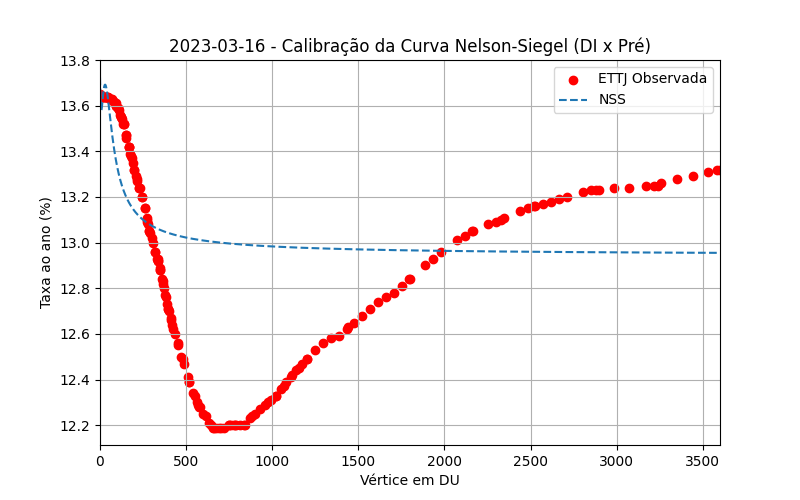 2023-03-16 - Calibração da Curva Nelson-Siegel (DI x Pré)
ETTJ Observada
NSS
Taxa ao ano (%)
13.8
13.6
13.4
13.2
13.0
12.8
12.6
12.4
12.2
0 500 1000 1500 2000 2500 3000 3500
Vértice em DU